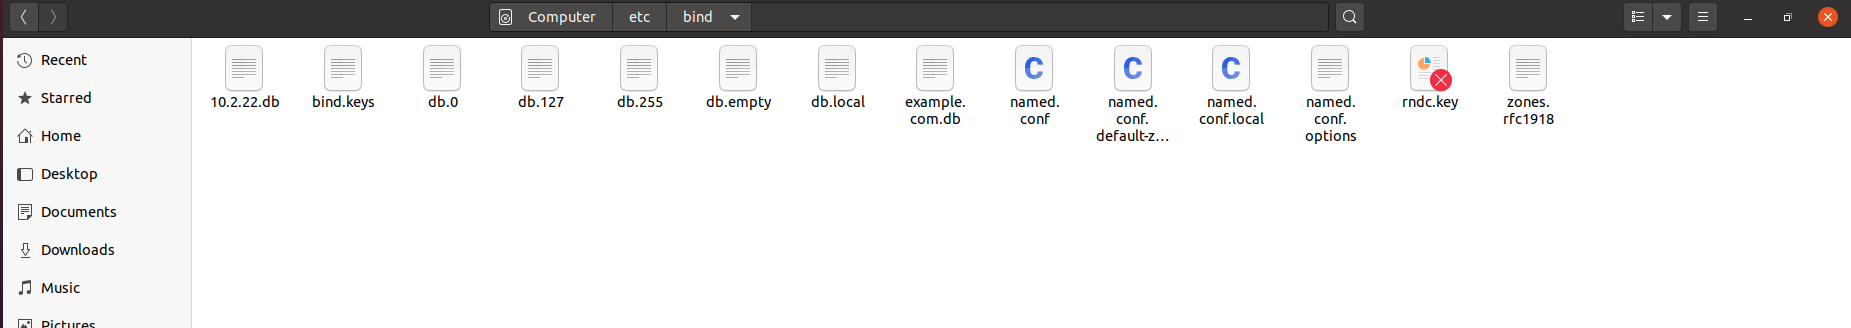 Computer etc bind
Recent
Starred
Home
Desktop
Documents
Downloads
Music
Pictures
10.2.22.db
bind.keys
db.0
db.127
db.255
db.empty
db.local
example.
com.db
C
named.
conf
C
named.
conf.
default-z...
C
named.
conf.local
named.
conf.
options
rndc.key
zones.
rfc1918